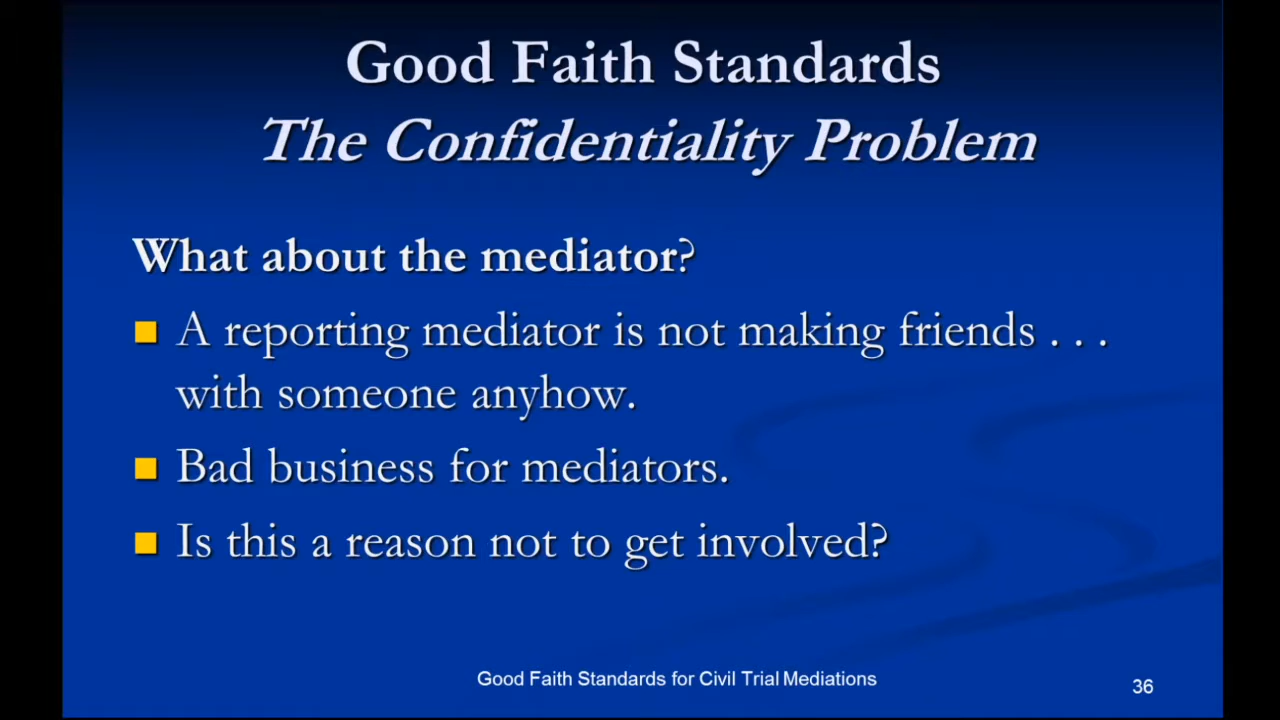 Good Faith Standards
The Confidentiality Problem
What about the mediator?
A reporting mediator is not making friends . . .
with someone anyhow.
Bad business for mediators.
Is this a reason not to get involved?
Good Faith Standards for Civil Trial Mediations
36